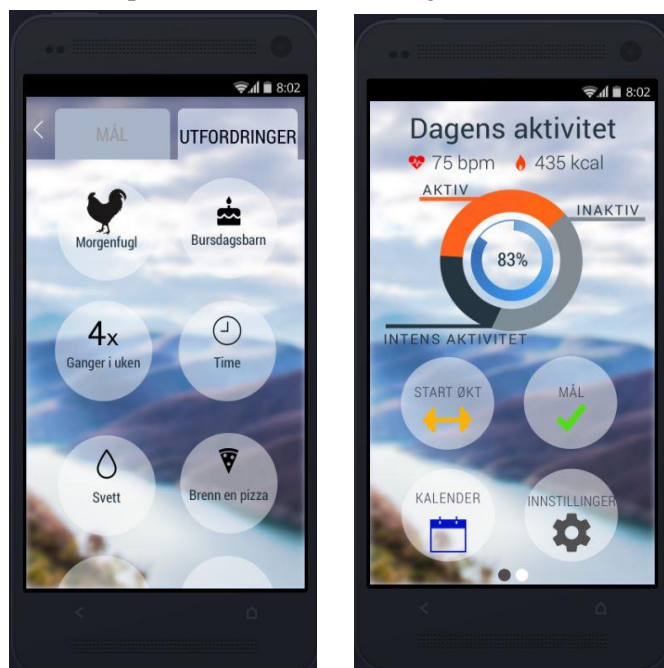 8:02
MÅL
UTFORDRINGER
Morgenfugl
Bursdagsbarn
4x
Ganger i uken
Time
Svett
Brenn en pizza
8:02
Dagens aktivitet
75 bpm
435 kcal
AKTIV
INAKTIV
83%
INTENS AKTIVITET
START ØKT
MÅL
KALENDER
INNSTILLINGER